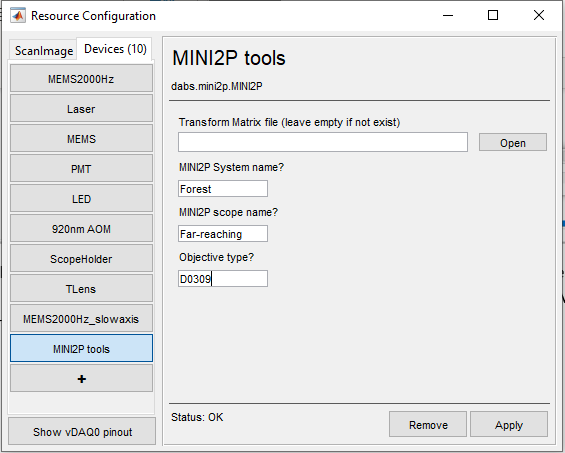 Resource Configuration
ScanImage
Devices (10)
MEMS2000Hz
Laser
MEMS
PMT
LED
920nm AOM
ScopeHolder
TLens
MEMS2000Hz_slowaxis
MINI2P tools
+
Show vDAQ0 pinout
MINI2P tools
dabs.mini2p.MINI2P
Transform Matrix file (leave empty if not exist)
Open
MINI2P System name?
Forest
MINI2P scope name?
Far-reaching
Objective type?
D0309
Status: OK
Remove
Apply